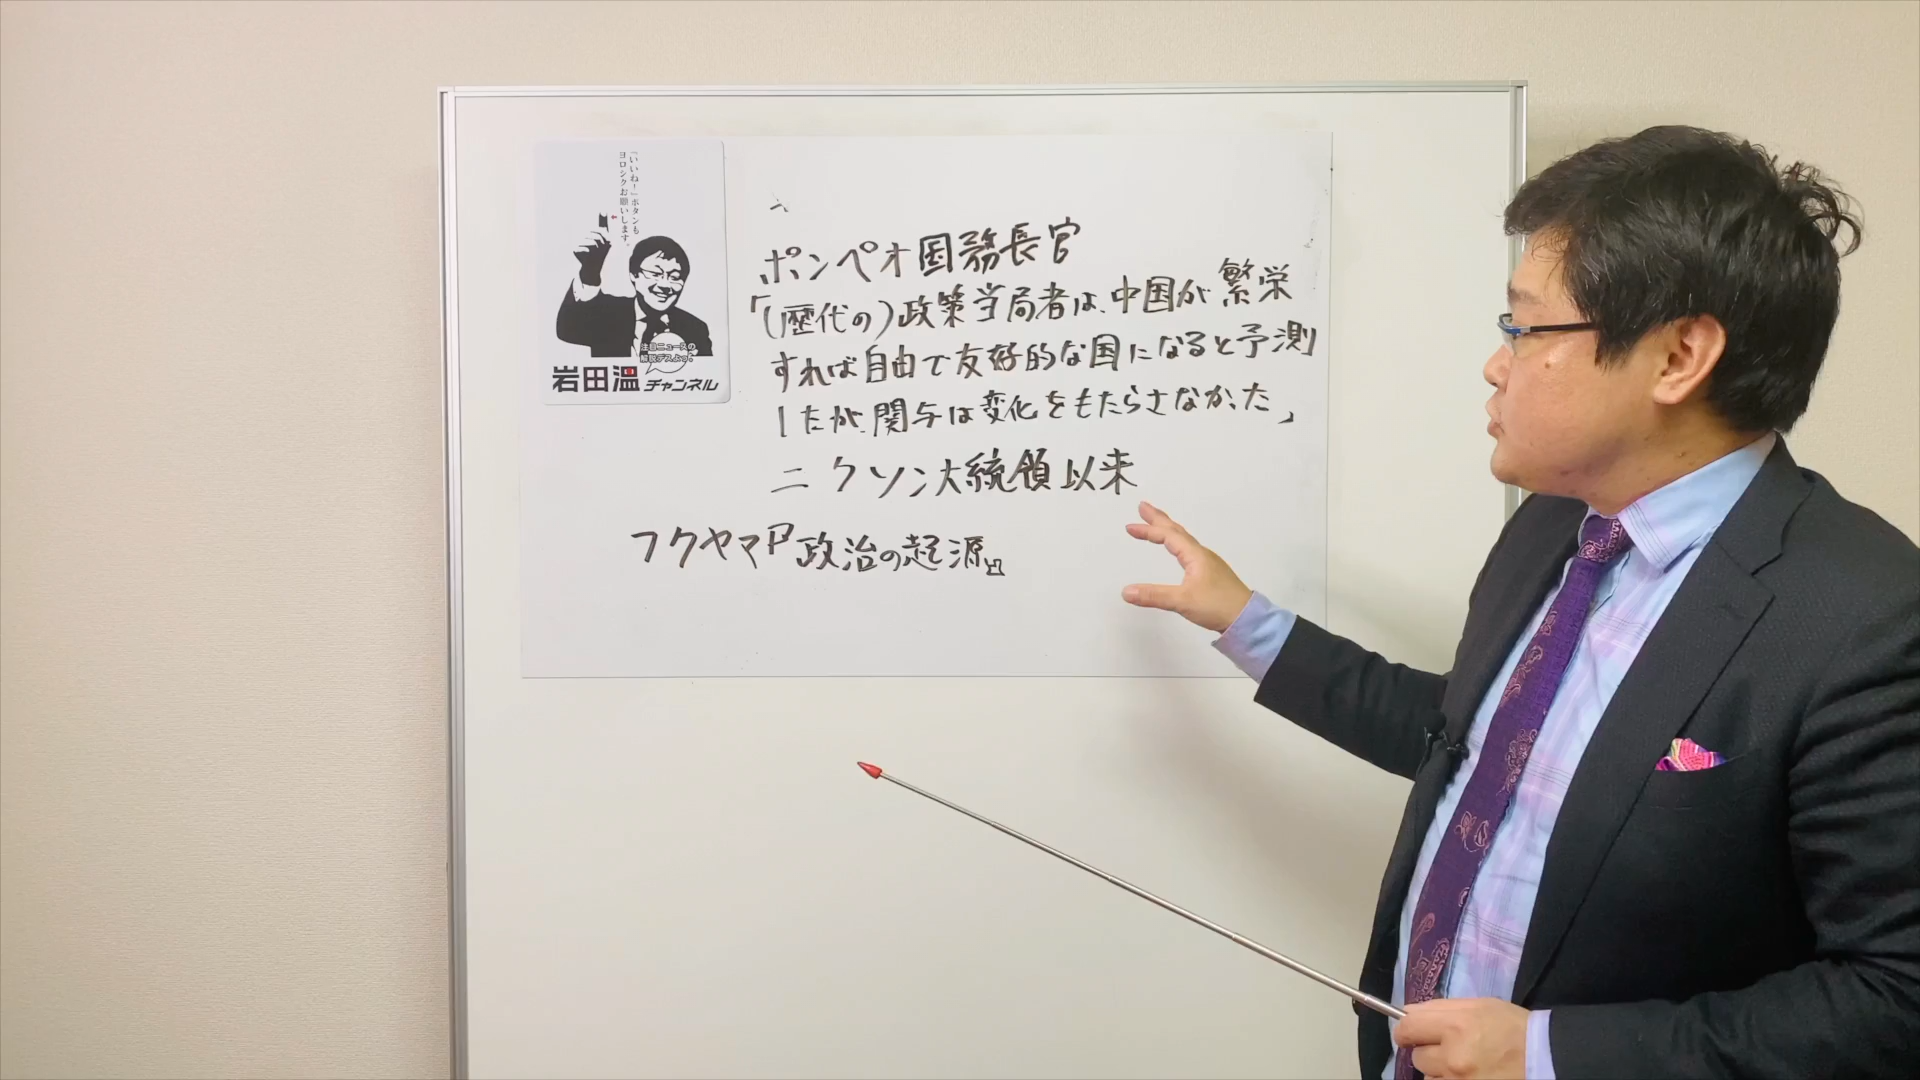 「いいね！」ボタンも
ヨロシクお願いします。
注目ニュースの
解説デスよっ!
岩田温チャンネル
ポンペオ国務長官
「(歴代の)政策当局者は、中国が繁栄
すれば自由で友好的な国になると予測
したが、関与は変化をもたらさなかった」
ニクソン大統領以来
フクヤマ『政治の起源』